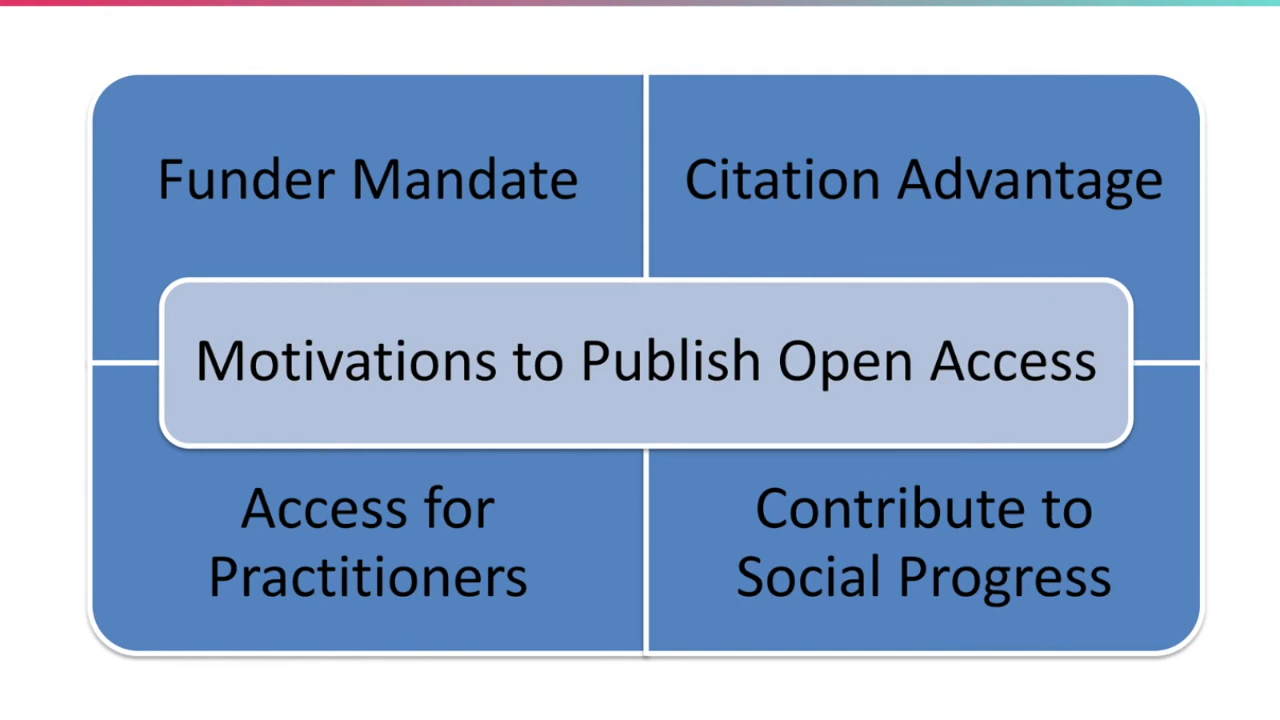 Funder Mandate
Citation Advantage
Motivations to Publish Open Access
Access for
Practitioners
Contribute to
Social Progress